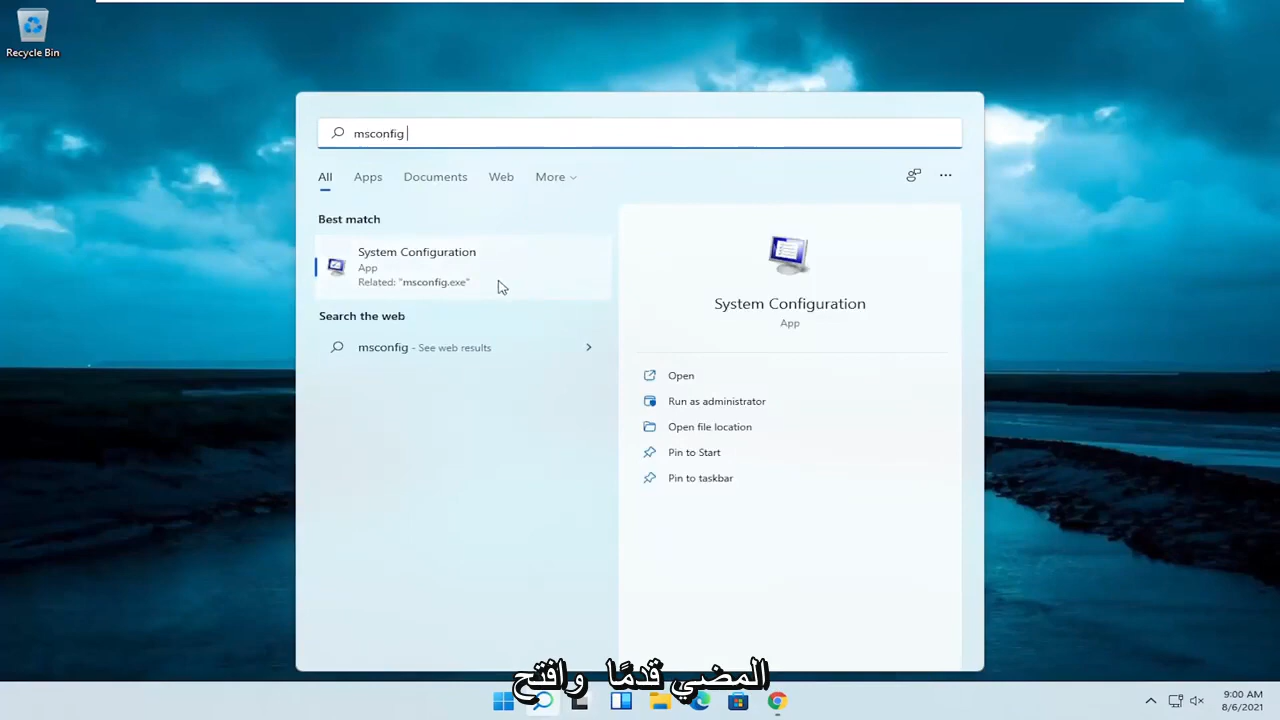 Recycle Bin
msconfig
All Apps Documents Web More
Best match
System Configuration
App
Related: "msconfig.exe"
Search the web
msconfig - See web results
System Configuration
App
Open
Run as administrator
Open file location
Pin to Start
Pin to taskbar
المضي قدمًا وافتح
9:00 AM
8/6/2021